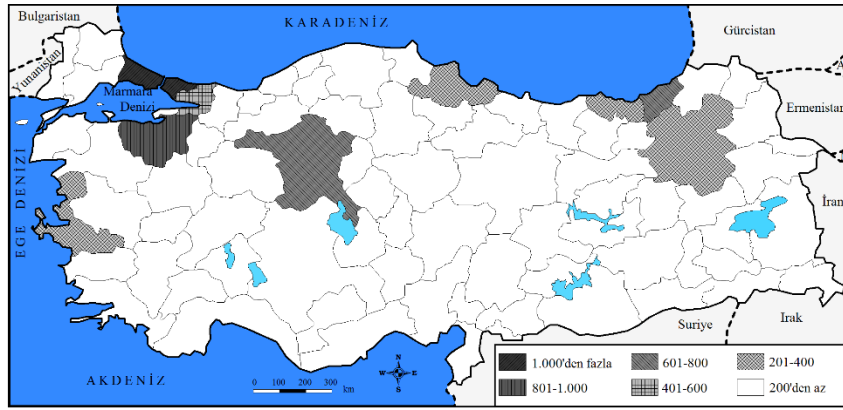 Bulgaristan
KARADENİZ
Gürcistan
Yunanistan
Marmara
Denizi
Ermenistan
EGE DENİZİ
İran
Suriye
Irak
AKDENİZ
N
W
E
S
0 100 200 300 km
1.000'den fazla
601-800
201-400
801-1.000
401-600
200'den az